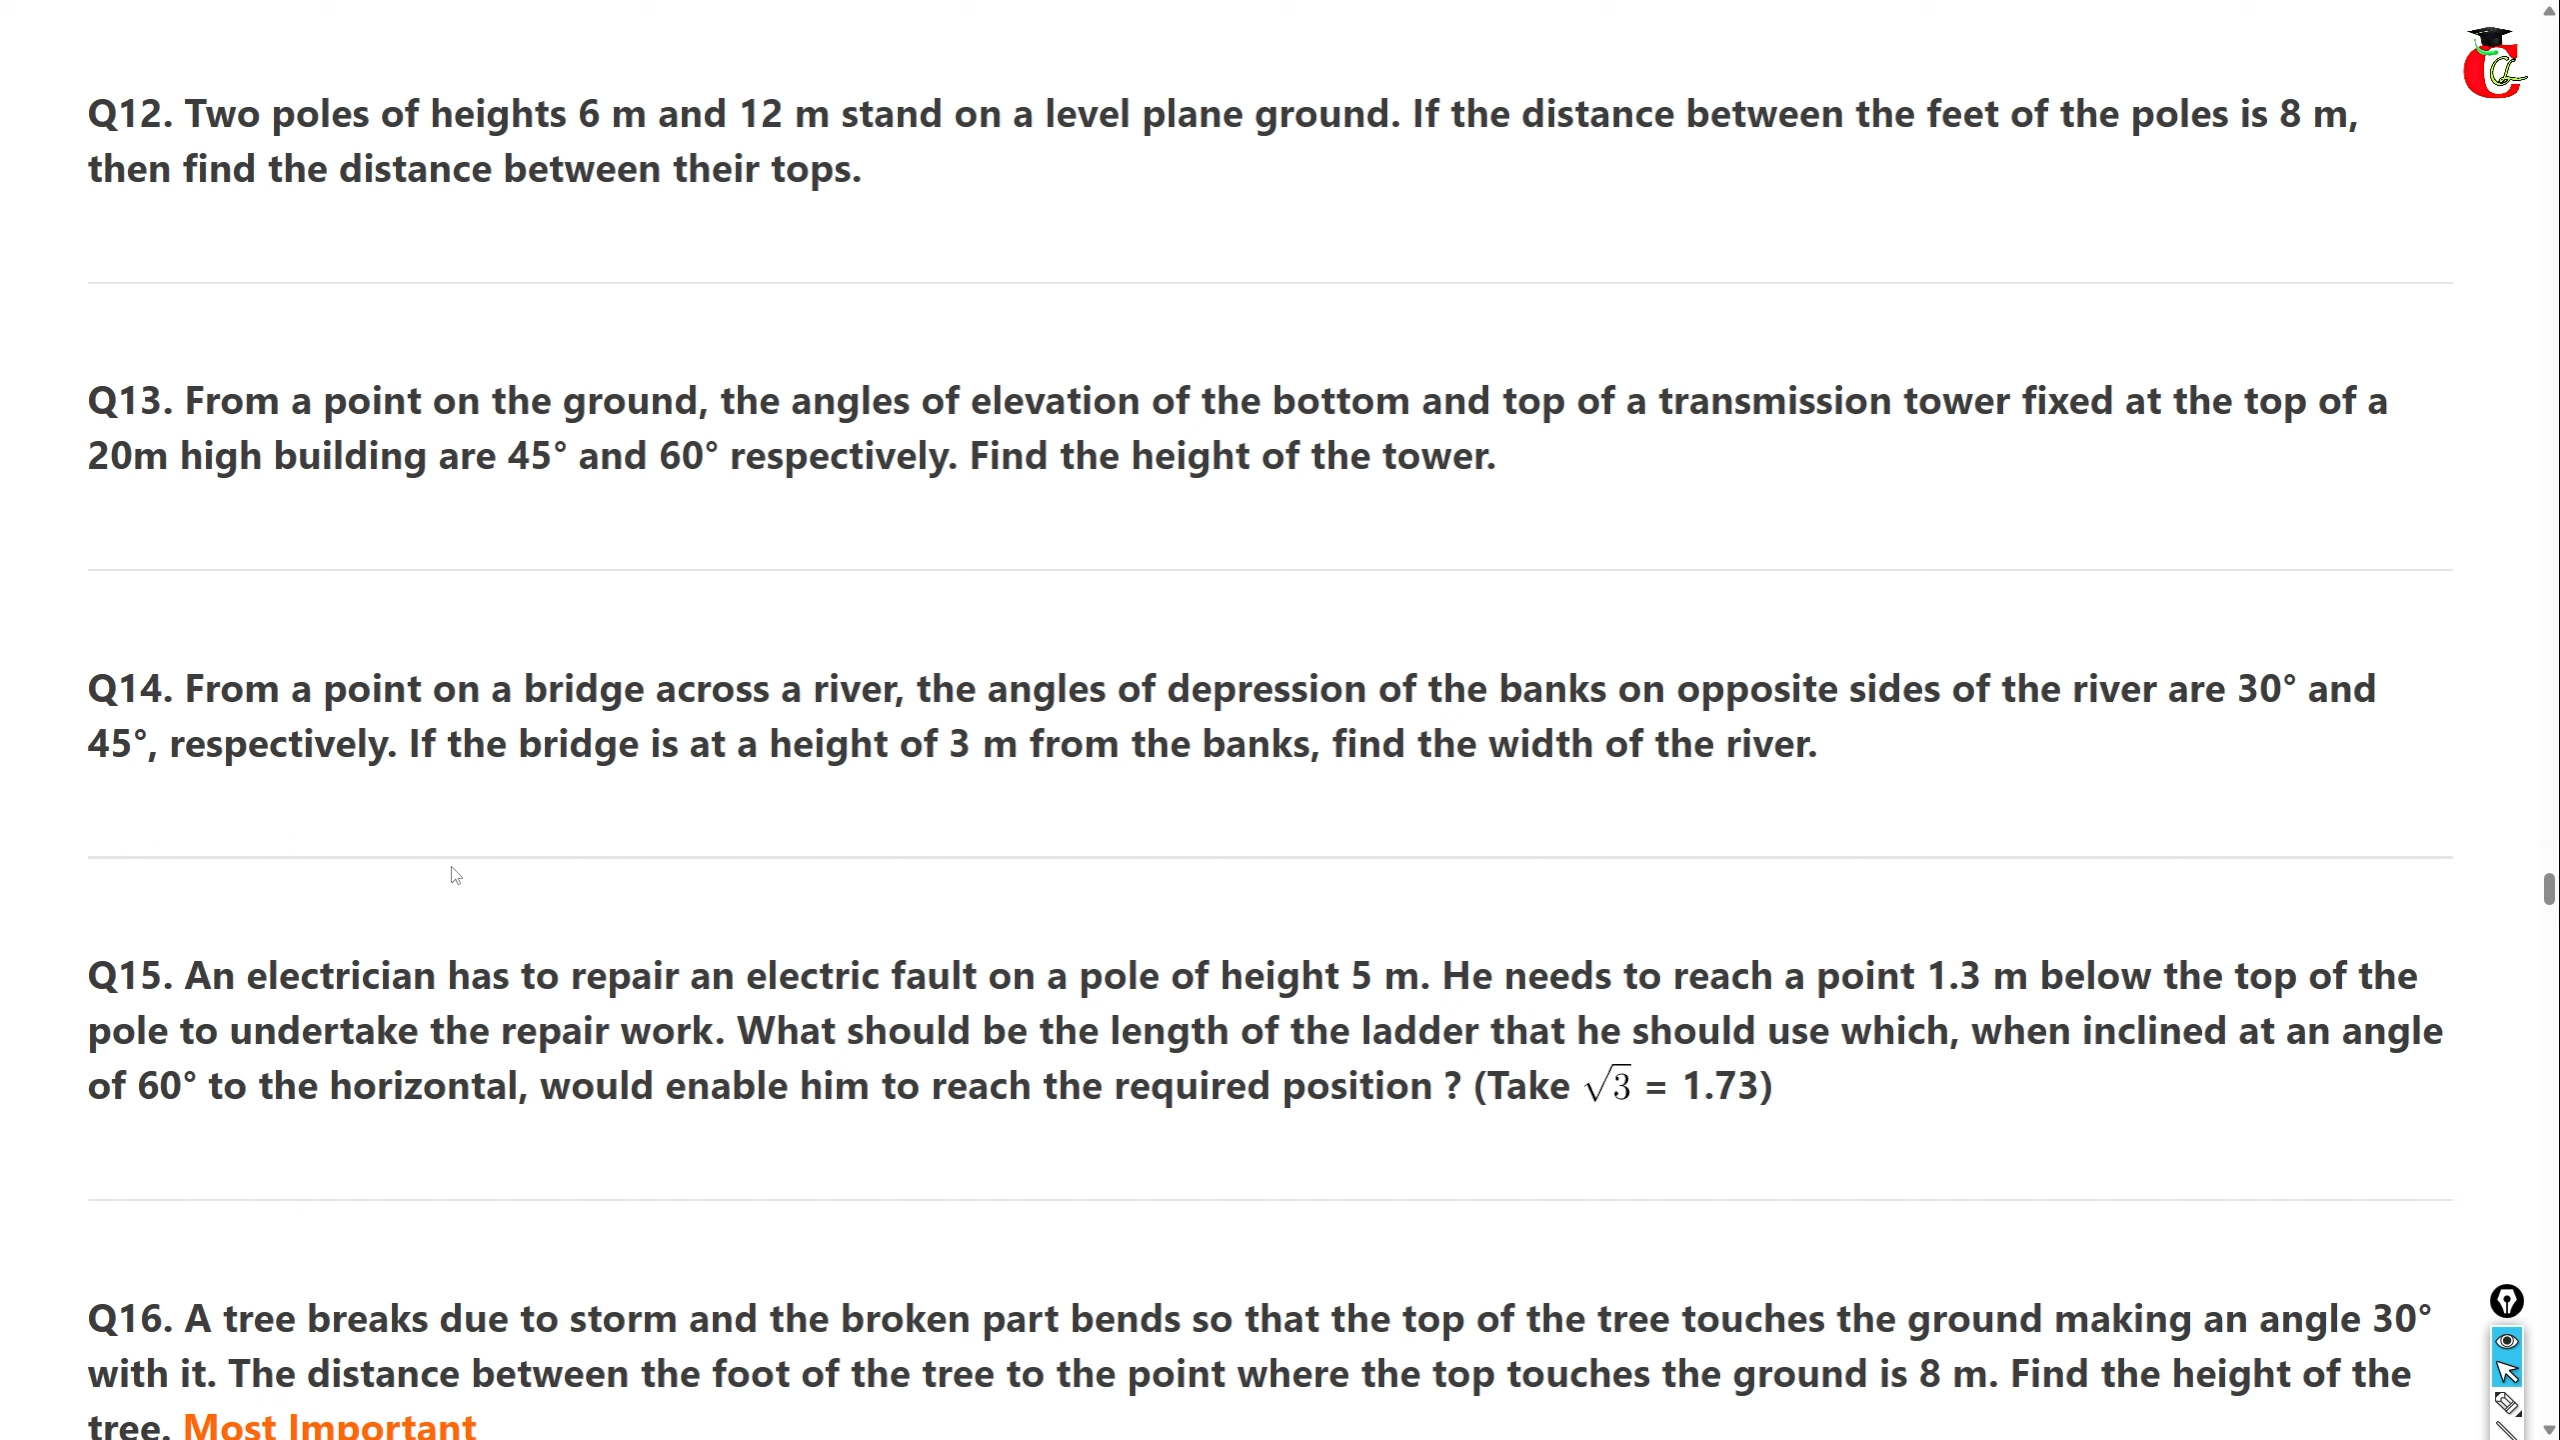 Q12. Two poles of heights 6 m and 12 m stand on a level plane ground. If the distance between the feet of the poles is 8 m,
then find the distance between their tops.
Q13. From a point on the ground, the angles of elevation of the bottom and top of a transmission tower fixed at the top of a
20m high building are 45° and 60° respectively. Find the height of the tower.
Q14. From a point on a bridge across a river, the angles of depression of the banks on opposite sides of the river are 30° and
45°, respectively. If the bridge is at a height of 3 m from the banks, find the width of the river.
Q15. An electrician has to repair an electric fault on a pole of height 5 m. He needs to reach a point 1.3 m below the top of the
pole to undertake the repair work. What should be the length of the ladder that he should use which, when inclined at an angle
of 60° to the horizontal, would enable him to reach the required position ? (Take √3 = 1.73)
Q16. A tree breaks due to storm and the broken part bends so that the top of the tree touches the ground making an angle 30°
with it. The distance between the foot of the tree to the point where the top touches the ground is 8 m. Find the height of the
tree. Most Important